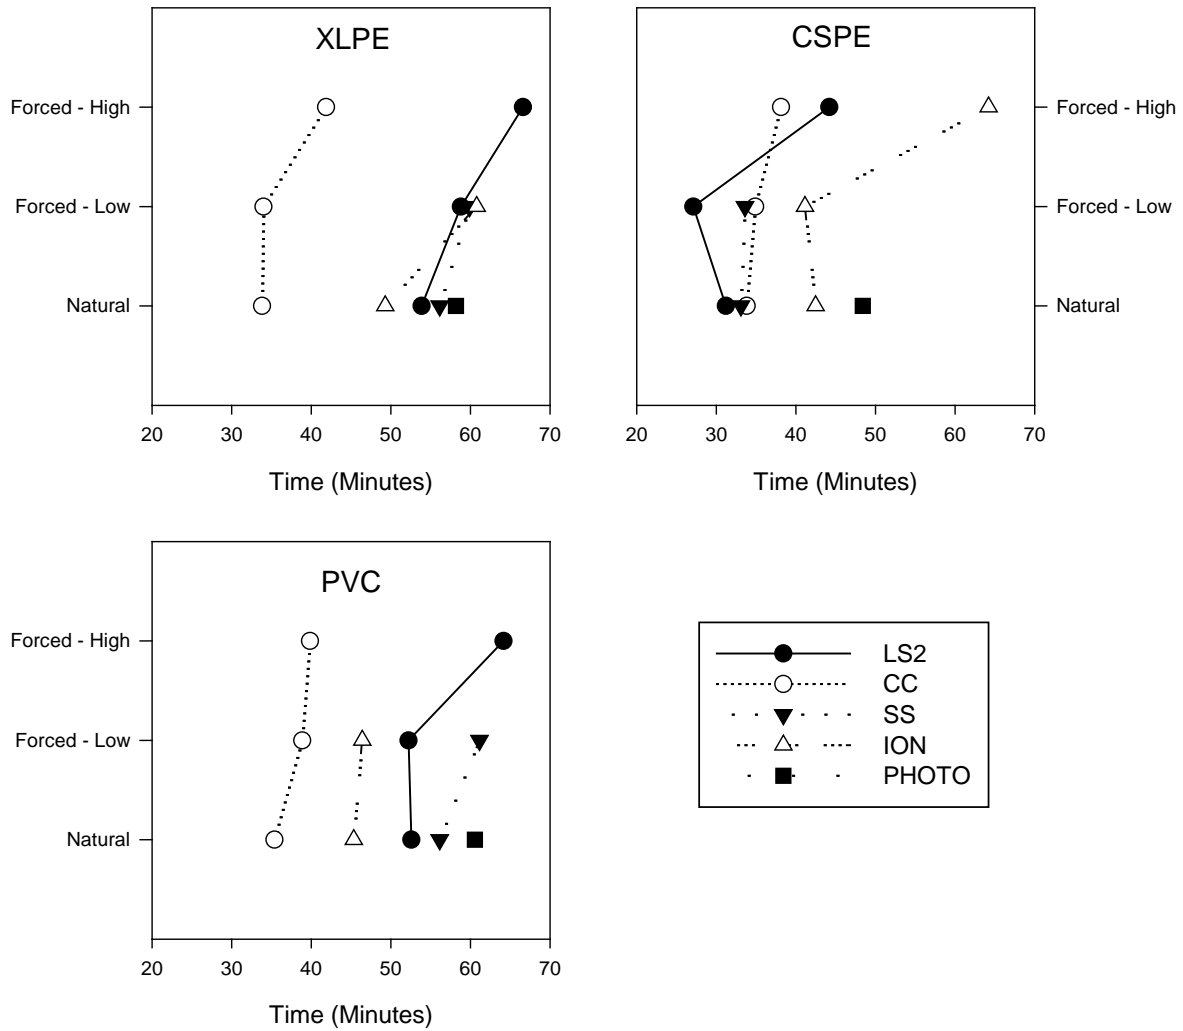 XLPE
CSPE
Forced - High
Forced - High
Forced - Low
Forced - Low
Natural
Natural
20 30 40 50 60 70
20 30 40 50 60 70
Time (Minutes)
Time (Minutes)
PVC
Forced - High
Forced - Low
Natural
20 30 40 50 60 70
Time (Minutes)
LS2
CC
SS
ION
PHOTO